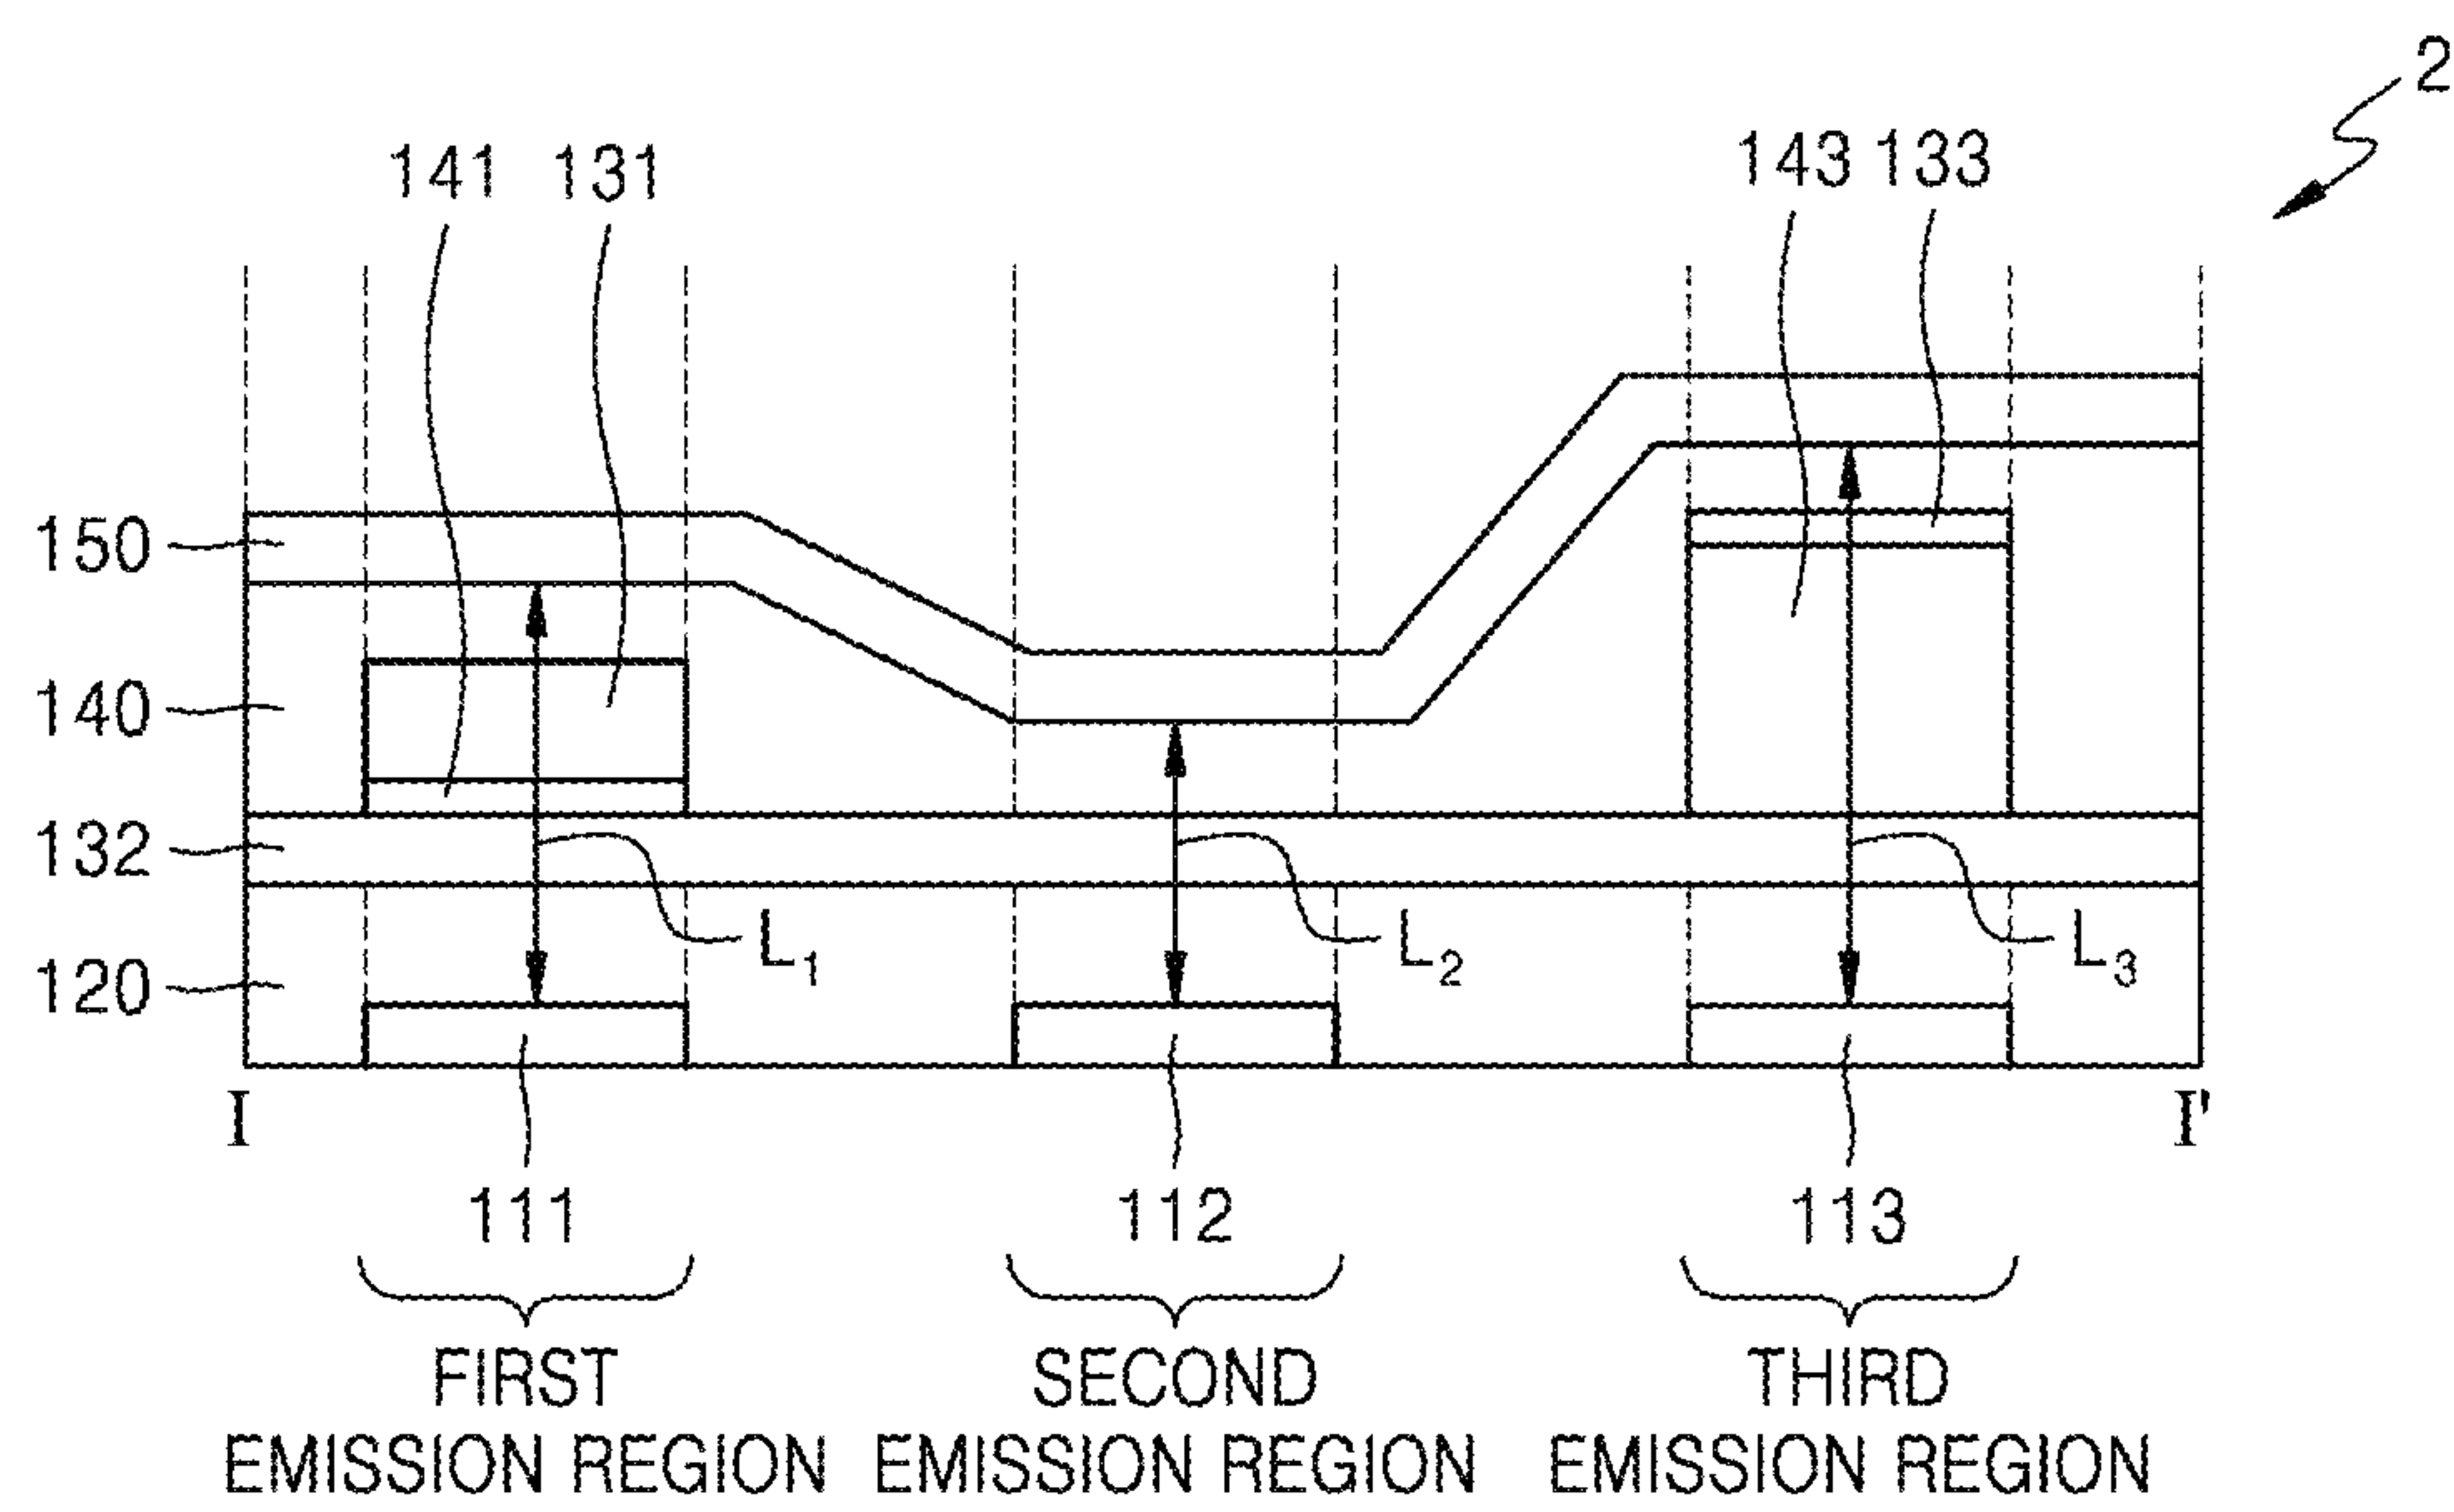 2
141 131
143 133
150
140
132
120
L1
L2
L3
I
I'
111
112
113
FIRST
EMISSION REGION
SECOND
EMISSION REGION
THIRD
EMISSION REGION